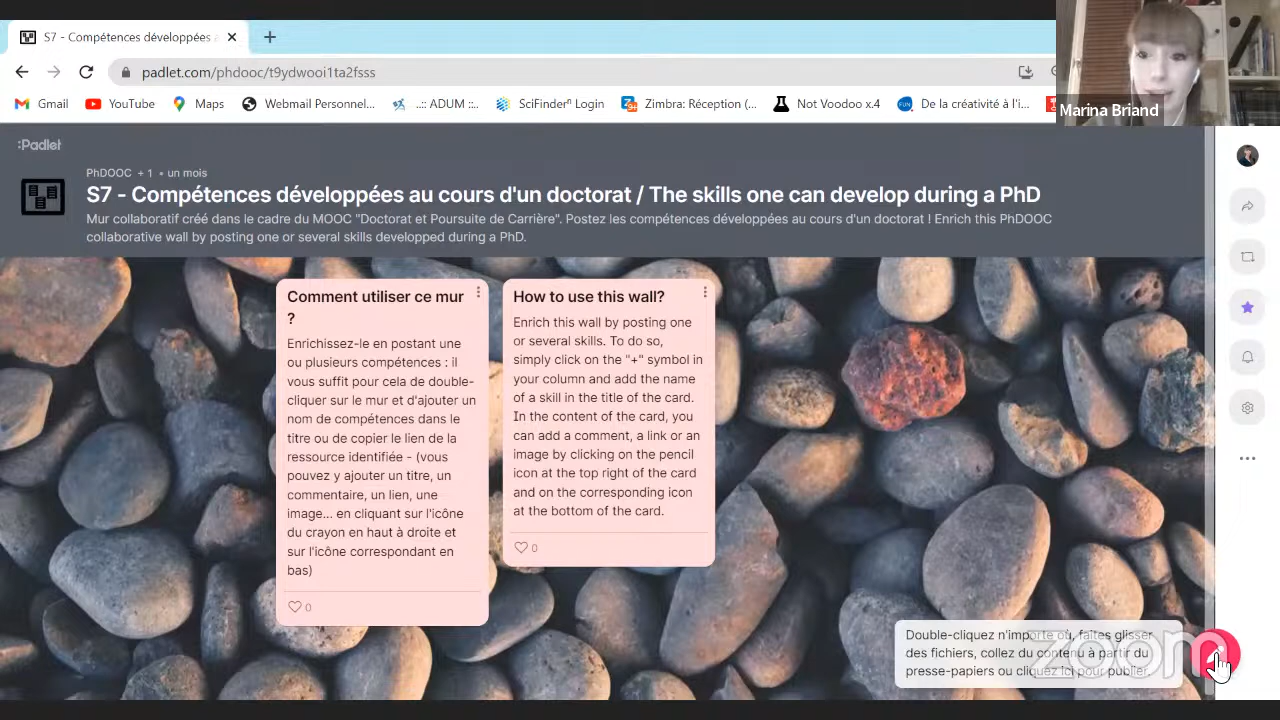 S7 - Compétences développées a
Marina Briand
padlet.com/phdooc/t9ydwooi1ta2fsss
Gmail
YouTube
Maps
Webmail Personnel...
..:: ADUM ::..
SciFinderⁿ Login
Zimbra: Réception (...
Not Voodoo x.4
De la créativité à l'i...
:Padlet
PhDOOC + 1 • un mois
S7 - Compétences développées au cours d'un doctorat / The skills one can develop during a PhD
Mur collaboratif créé dans le cadre du MOOC "Doctorat et Poursuite de Carrière". Postez les compétences développées au cours d'un doctorat ! Enrich this PhDOOC
collaborative wall by posting one or several skills developped during a PhD.
Comment utiliser ce mur
?
Enrichissez-le en postant une
ou plusieurs compétences : il
vous suffit pour cela de double-
cliquer sur le mur et d'ajouter un
nom de compétences dans le
titre ou de copier le lien de la
ressource identifiée - (vous
pouvez y ajouter un titre, un
commentaire, un lien, une
image... en cliquant sur l'icône
du crayon en haut à droite et
sur l'icône correspondant en
bas)
0
How to use this wall?
Enrich this wall by posting one
or several skills. To do so,
simply click on the "+" symbol in
your column and add the name
of a skill in the title of the card.
In the content of the card, you
can add a comment, a link or an
image by clicking on the pencil
icon at the top right of the card
and on the corresponding icon
at the bottom of the card.
0
Double-cliquez n'importe où, faites glisser
des fichiers, collez du contenu à partir du
presse-papiers ou cliquez ici pour publier.
zoom